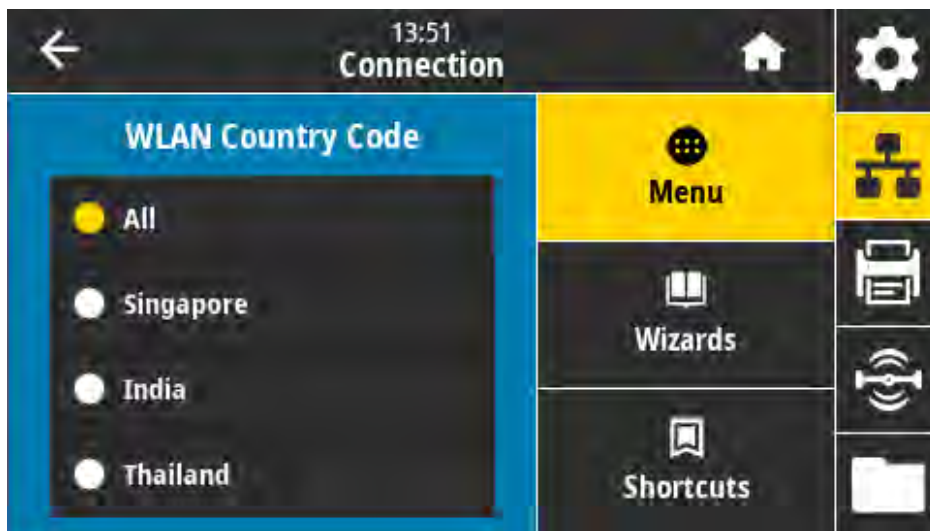 13:51
Connection
WLAN Country Code
All
Singapore
India
Thailand
Menu
Wizards
Shortcuts